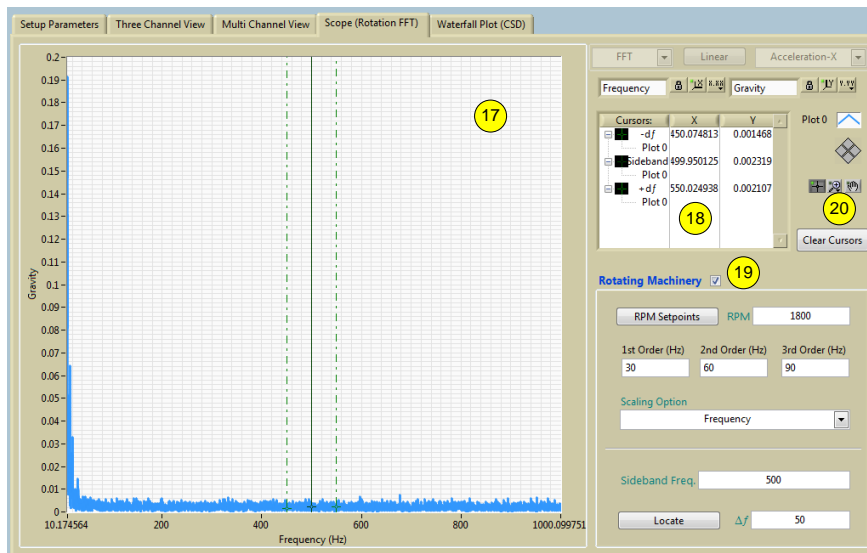 Setup Parameters Three Channel View Multi Channel View Scope (Rotation FFT) Waterfall Plot (CSD)
0.2
0.19
0.18
0.17
0.16
0.15
0.14
0.13
0.12
0.11
0.1
0.09
0.08
0.07
0.06
0.05
0.04
0.03
0.02
0.01
0
Gravity
10.174564 200 400 600 800 1000.099751
Frequency (Hz)
17
FFT Linear Acceleration-X
Frequency Gravity
Cursors: X Y
-df 450.074813 0.001468
Plot 0
Sideband 499.950125 0.002319
Plot 0
+df 550.024938 0.002107
Plot 0
18
Plot 0
20
Clear Cursors
Rotating Machinery
19
RPM Setpoints RPM 1800
1st Order (Hz) 2nd Order (Hz) 3rd Order (Hz)
30 60 90
Scaling Option
Frequency
Sideband Freq. 500
Locate Δf 50